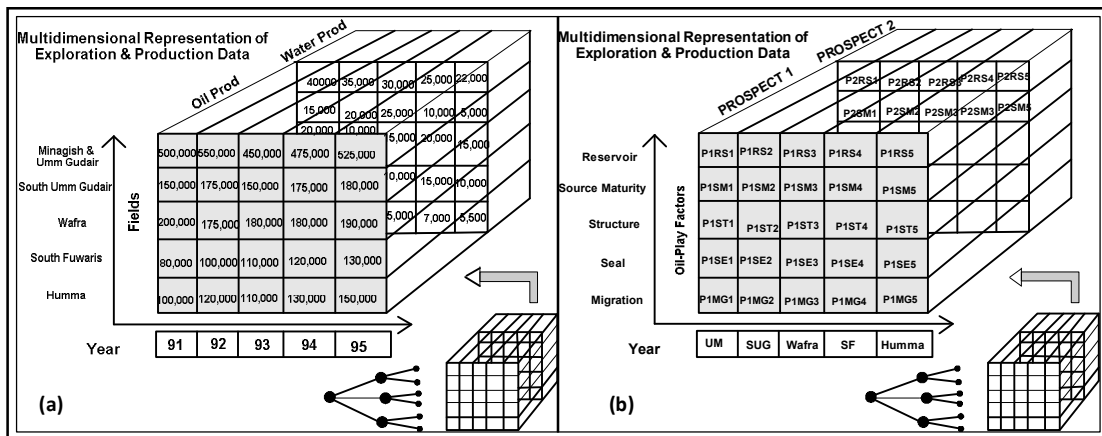 Multidimensional Representation of
Exploration & Production Data
Oil Prod
Water Prod
40000 35,000 30,000 25,000 22,000
15,000 20,000 25,000 10,000 5,000
20,000 10,000 15,000 20,000 15,000
10,000 15,000 10,000
5,000 7,000 5,500
Fields
Minagish &
Umm Gudair
500,000 550,000 450,000 475,000 525,000
South Umm Gudair
150,000 175,000 150,000 175,000 180,000
Wafra
200,000 175,000 180,000 180,000 190,000
South Fuwaris
80,000 100,000 110,000 120,000 130,000
Humma
100,000 120,000 110,000 130,000 150,000
Year 91 92 93 94 95
(a)
Multidimensional Representation of
Exploration & Production Data
PROSPECT 1
PROSPECT 2
P2RS1 P2RS2 P2RS3 P2RS4 P2RS5
P2SM1 P2SM2 P2SM3 P2SM3 P2SM5
Oil-Play Factors
Reservoir P1RS1 P1RS2 P1RS3 P1RS4 P1RS5
Source Maturity P1SM1 P1SM2 P1SM3 P1SM4 P1SM5
Structure P1ST1 P1ST2 P1ST3 P1ST4 P1ST5
Seal P1SE1 P1SE2 P1SE3 P1SE4 P1SE5
Migration P1MG1 P1MG2 P1MG3 P1MG4 P1MG5
Year UM SUG Wafra SF Humma
(b)